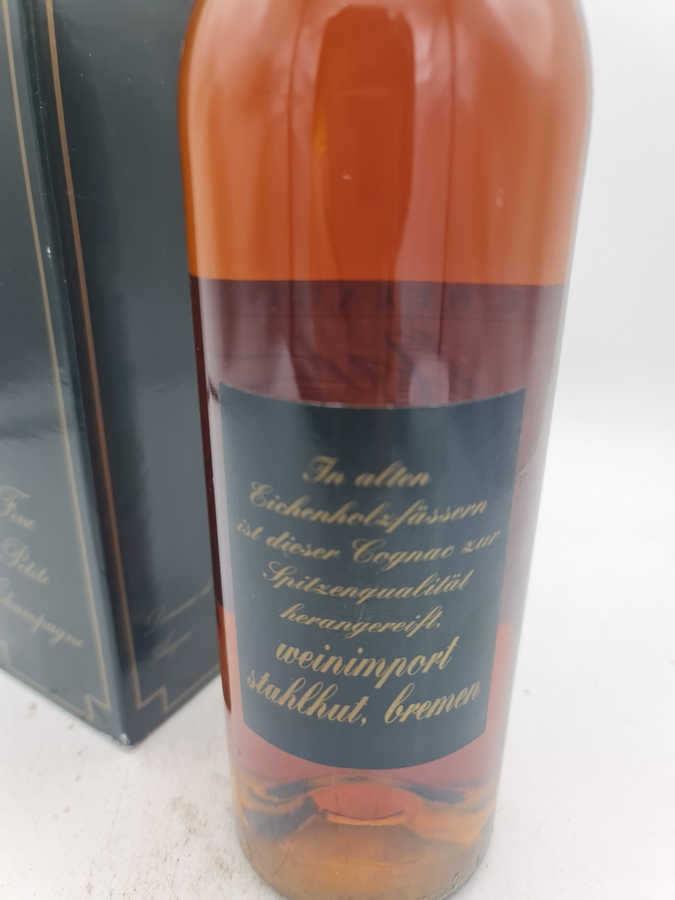 Fine
Petite
Champagne
In alten
Eichenholzfässern
ist dieser Cognac zur
Spitzenqualität
herangereift.
weinimport
stahlhut, bremen